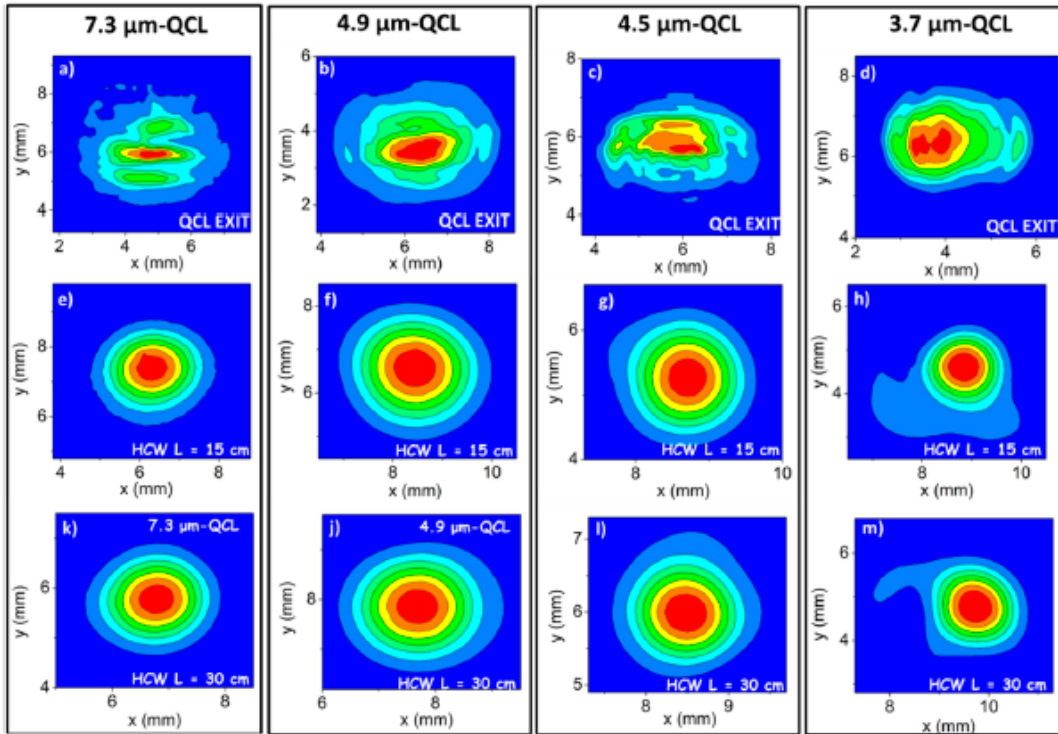 7.3 µm-QCL
4.9 µm-QCL
4.5 µm-QCL
3.7 µm-QCL
a)
8
6
4
2 4 6
y (mm)
x (mm)
QCL EXIT
b)
6
4
2
4 6 8
y (mm)
x (mm)
QCL EXIT
c)
8
6
4
4 6 8
y (mm)
x (mm)
QCL EXIT
d)
8
6
4
2 4 6
y (mm)
x (mm)
QCL EXIT
e)
8
6
4 6 8
y (mm)
x (mm)
HCW L = 15 cm
f)
8
6
8 10
y (mm)
x (mm)
HCW L = 15 cm
g)
6
4
8 10
y (mm)
x (mm)
HCW L = 15 cm
h)
6
4
8 10
y (mm)
x (mm)
HCW L = 15 cm
k)
7.3 µm-QCL
6
4
6 8
y (mm)
x (mm)
HCW L = 30 cm
j)
4.9 µm-QCL
8
6 8
y (mm)
x (mm)
HCW L = 30 cm
l)
7
6
5
8 9
y (mm)
x (mm)
HCW L = 30 cm
m)
6
4
8 10
y (mm)
x (mm)
HCW L = 30 cm